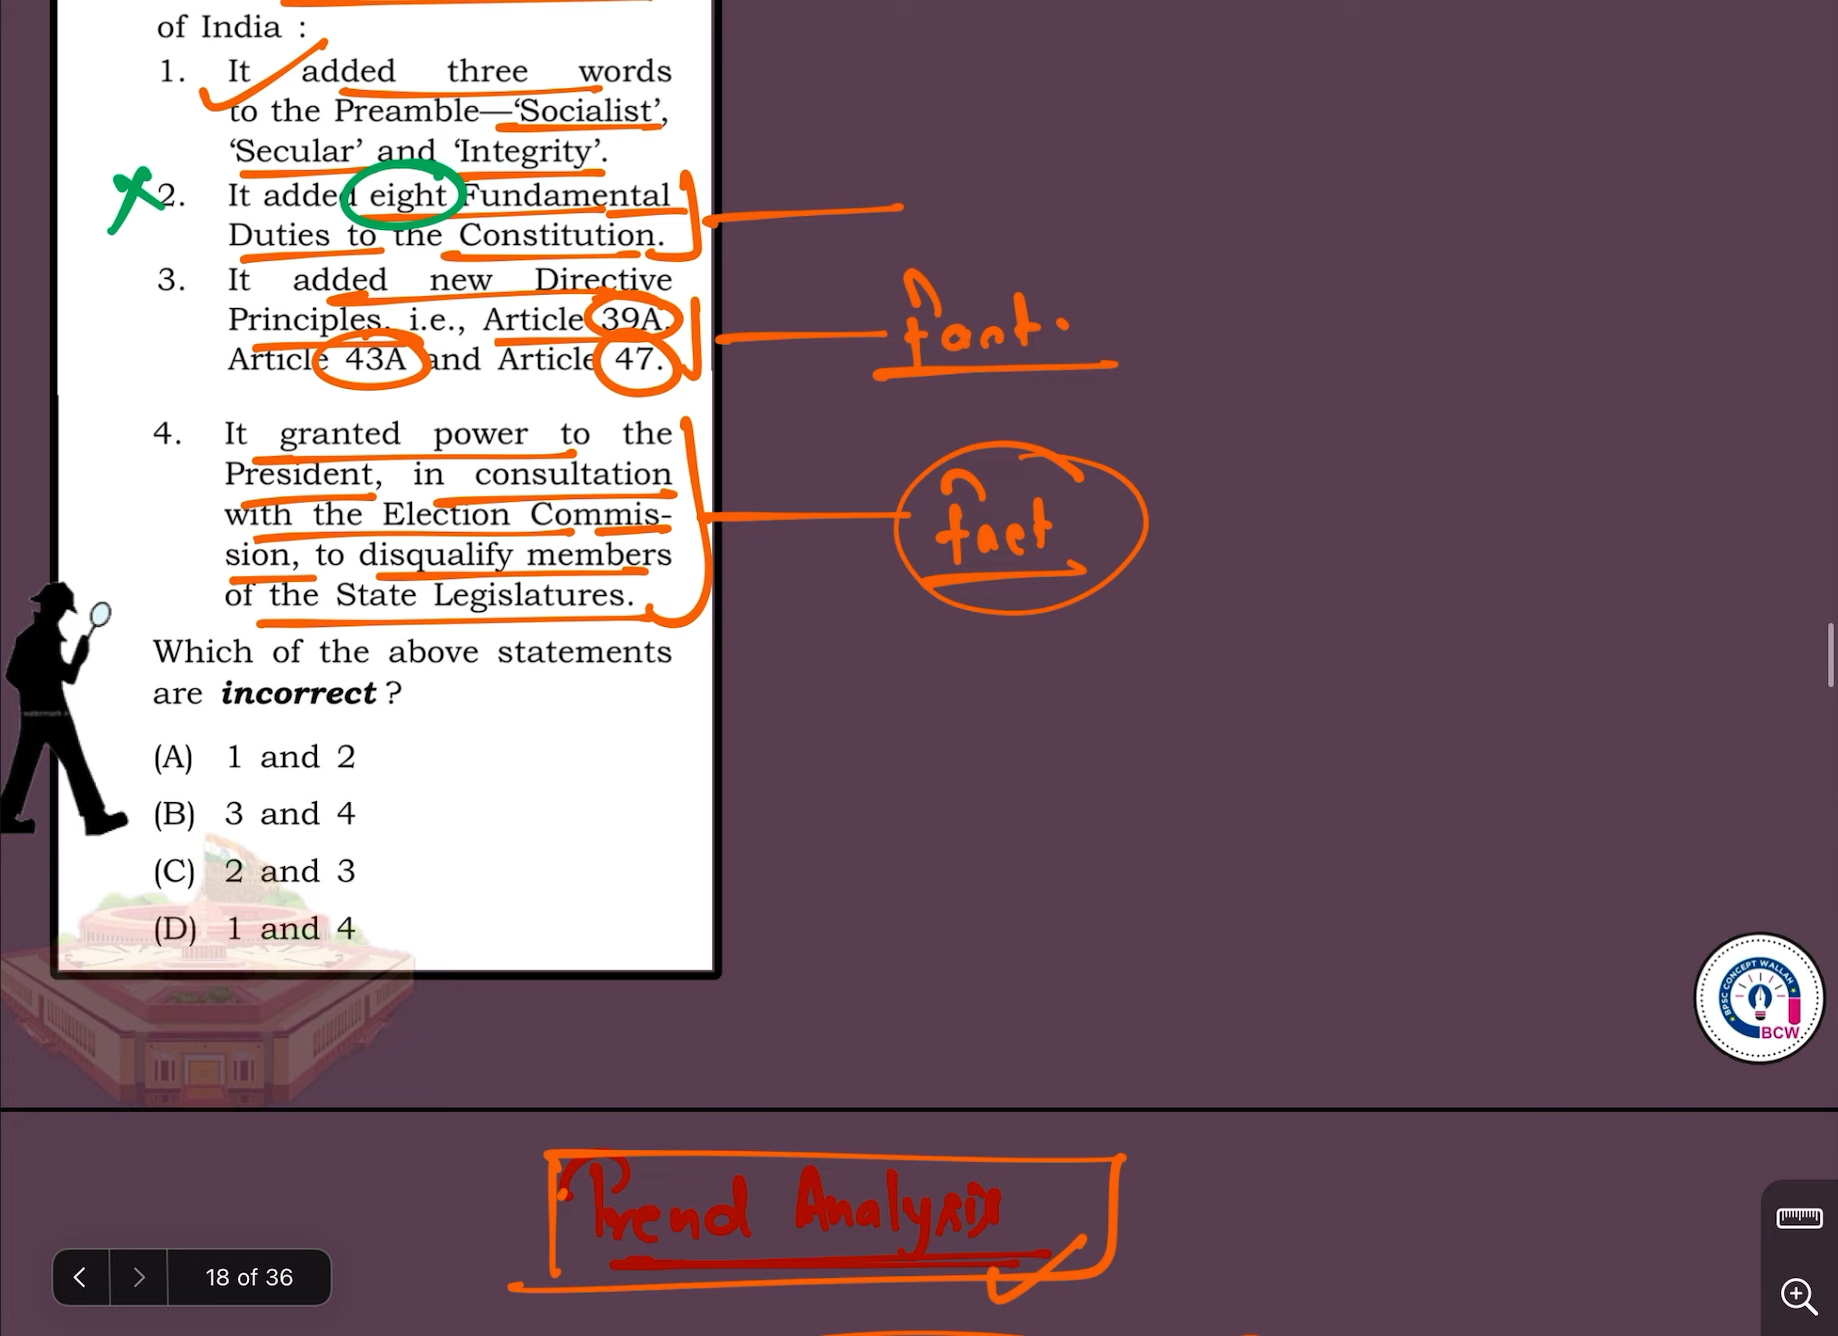 of India :
1. It added three words
to the Preamble—‘Socialist’,
‘Secular’ and ‘Integrity’.
2. It added eight Fundamental
Duties to the Constitution.
3. It added new Directive
Principles, i.e., Article 39A,
Article 43A and Article 47.
fact.
4. It granted power to the
President, in consultation
with the Election Commis-
sion, to disqualify members
of the State Legislatures.
fact
Which of the above statements
are incorrect ?
(A) 1 and 2
(B) 3 and 4
(C) 2 and 3
(D) 1 and 4
BPSC CONCEPT WALLAH
BCW
Trend Analysis
18 of 36